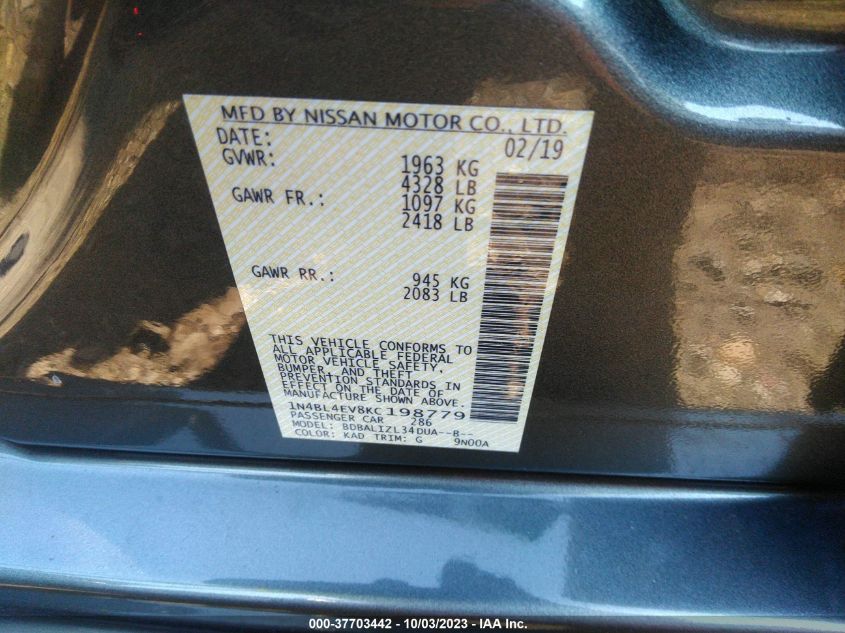 MFD BY NISSAN MOTOR CO., LTD.
DATE: 02/19
GVWR: 1963 KG
4328 LB
GAWR FR.: 1097 KG
2418 LB
GAWR RR.: 945 KG
2083 LB
THIS VEHICLE CONFORMS TO
ALL APPLICABLE FEDERAL
MOTOR VEHICLE SAFETY,
BUMPER, AND THEFT
PREVENTION STANDARDS IN
EFFECT ON THE DATE OF
MANUFACTURE SHOWN ABOVE.
1N4BL4EV8KC198779
PASSENGER CAR 286
MODEL: BDBALIZL34DUA--B--
COLOR: KAD TRIM: G 9N00A
000-37703442 - 10/03/2023 - IAA Inc.